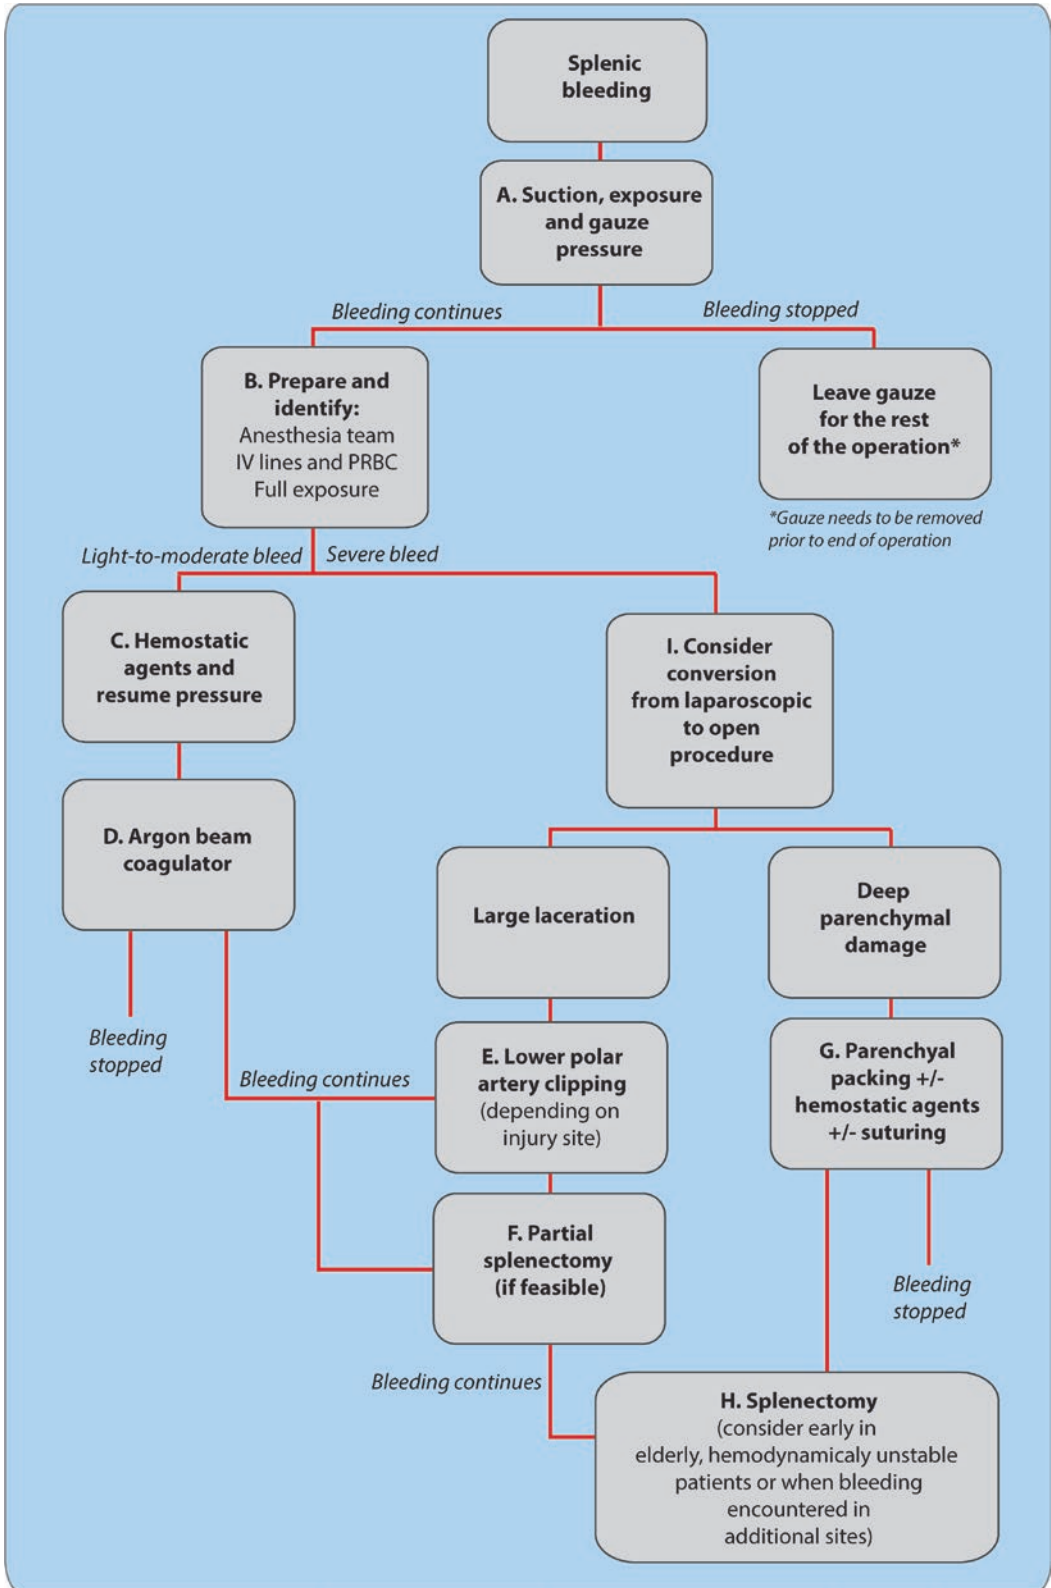 Splenic
bleeding
A. Suction, exposure
and gauze
pressure
Bleeding continues
Bleeding stopped
B. Prepare and
identify:
Anesthesia team
IV lines and PRBC
Full exposure
Leave gauze
for the rest
of the operation*
*Gauze needs to be removed
prior to end of operation
Light-to-moderate bleed
Severe bleed
C. Hemostatic
agents and
resume pressure
I. Consider
conversion
from laparoscopic
to open
procedure
D. Argon beam
coagulator
Large laceration
Deep
parenchymal
damage
Bleeding
stopped
Bleeding continues
E. Lower polar
artery clipping
(depending on
injury site)
G. Parenchyal
packing +/-
hemostatic agents
+/- suturing
F. Partial
splenectomy
(if feasible)
Bleeding
stopped
Bleeding continues
H. Splenectomy
(consider early in
elderly, hemodynamicaly unstable
patients or when bleeding
encountered in
additional sites)